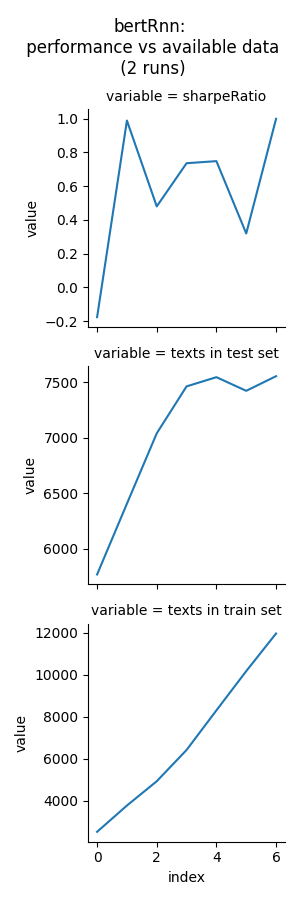 bertRnn:
performance vs available data
(2 runs)
variable = sharpeRatio
1.0
0.8
0.6
0.4
0.2
0.0
−0.2
value
variable = texts in test set
7500
7000
6500
6000
value
variable = texts in train set
12000
10000
8000
6000
4000
value
0 2 4 6
index